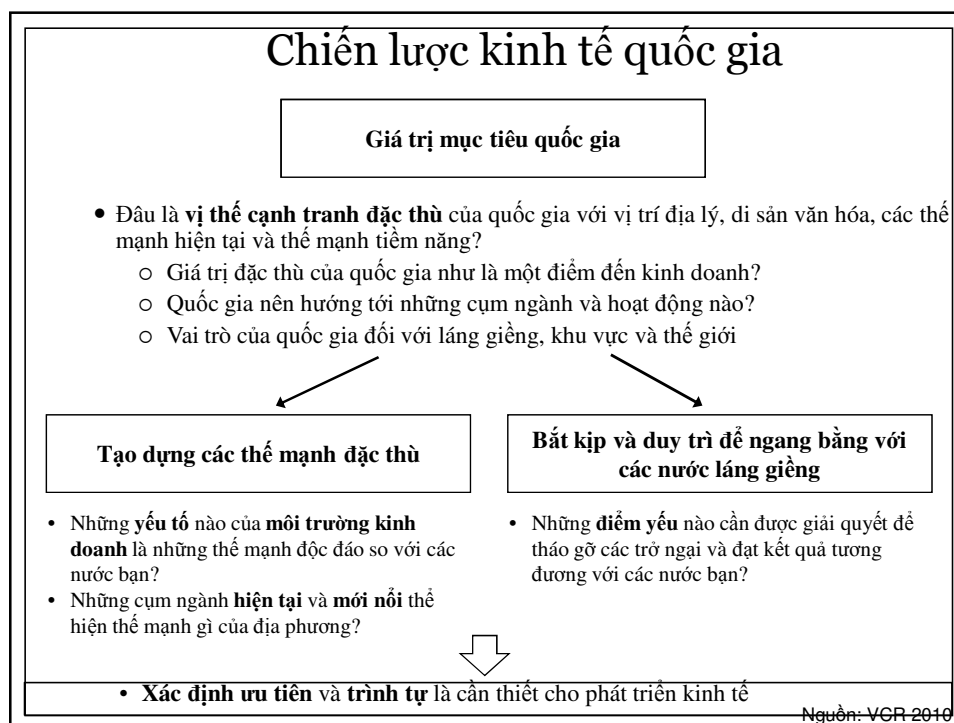 Chiến lược kinh tế quốc gia
Giá trị mục tiêu quốc gia
• Đâu là vị thế cạnh tranh đặc thù của quốc gia với vị trí địa lý, di sản văn hóa, các thế
mạnh hiện tại và thế mạnh tiềm năng?
o Giá trị đặc thù của quốc gia như là một điểm đến kinh doanh?
o Quốc gia nên hướng tới những cụm ngành và hoạt động nào?
o Vai trò của quốc gia đối với láng giềng, khu vực và thế giới
Tạo dựng các thế mạnh đặc thù
• Những yếu tố nào của môi trường kinh
doanh là những thế mạnh độc đáo so với các
nước bạn?
• Những cụm ngành hiện tại và mới nổi thể
hiện thế mạnh gì của địa phương?
Bắt kịp và duy trì để ngang bằng với
các nước láng giềng
• Những điểm yếu nào cần được giải quyết để
tháo gỡ các trở ngại và đạt kết quả tương
đương với các nước bạn?
• Xác định ưu tiên và trình tự là cần thiết cho phát triển kinh tế
Nguồn: VCR 2010